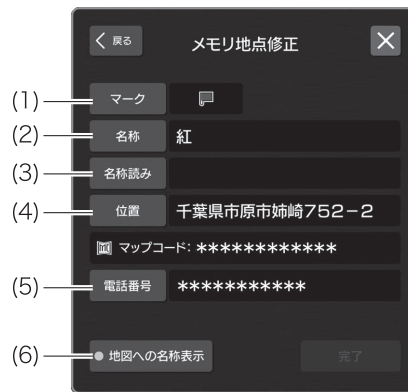 戻る
メモリ地点修正
(1) マーク
(2) 名称 紅
(3) 名称読み
(4) 位置 千葉県市原市姉崎752-2
マップコード:************
(5) 電話番号 ***********
(6) 地図への名称表示 完了